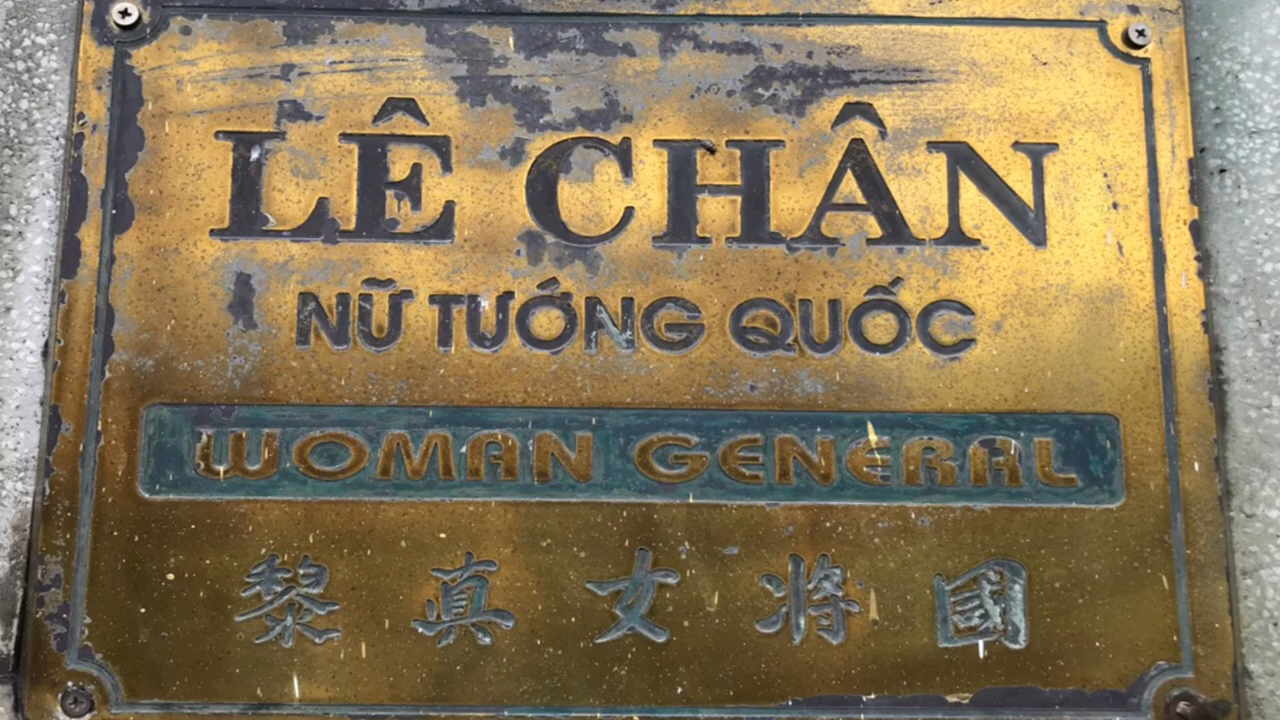 LÊ CHÂN
NỮ TƯỚNG QUỐC
WOMAN GENERAL
黎真女將國